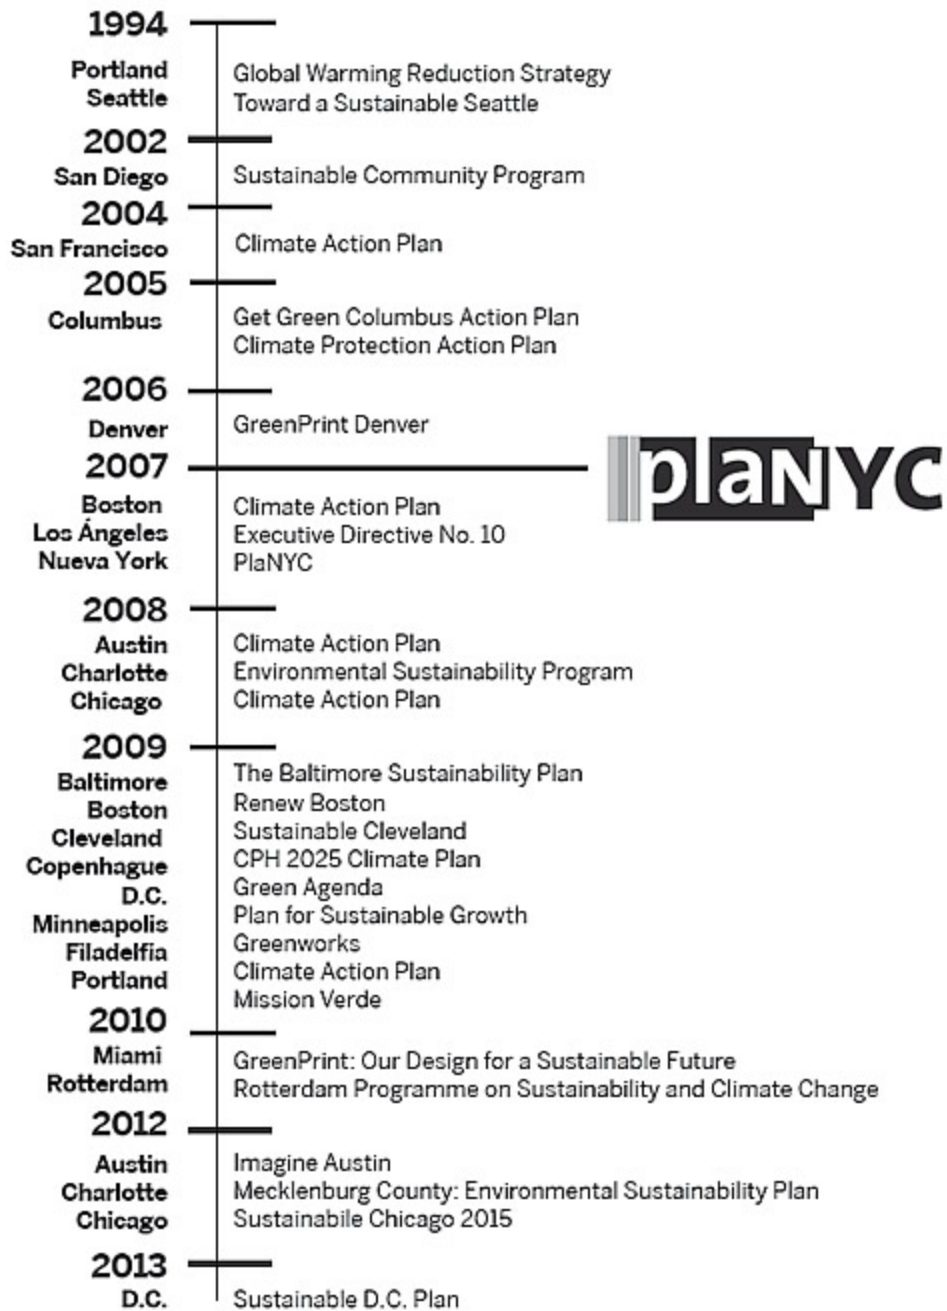 1994
Portland Global Warming Reduction Strategy
Seattle Toward a Sustainable Seattle
2002
San Diego Sustainable Community Program
2004
San Francisco Climate Action Plan
2005
Columbus Get Green Columbus Action Plan
Climate Protection Action Plan
2006
Denver GreenPrint Denver
2007 plaNYC
Boston Climate Action Plan
Los Ángeles Executive Directive No. 10
Nueva York PlaNYC
2008
Austin Climate Action Plan
Charlotte Environmental Sustainability Program
Chicago Climate Action Plan
2009
Baltimore The Baltimore Sustainability Plan
Boston Renew Boston
Cleveland Sustainable Cleveland
Copenhague CPH 2025 Climate Plan
D.C. Green Agenda
Minneapolis Plan for Sustainable Growth
Filadelfia Greenworks
Portland Climate Action Plan
Mission Verde
2010
Miami GreenPrint: Our Design for a Sustainable Future
Rotterdam Rotterdam Programme on Sustainability and Climate Change
2012
Austin Imagine Austin
Charlotte Mecklenburg County: Environmental Sustainability Plan
Chicago Sustainabile Chicago 2015
2013
D.C. Sustainable D.C. Plan